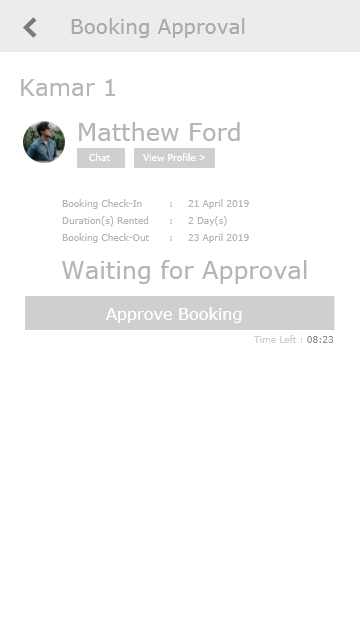 Booking Approval
Kamar 1
Matthew Ford
Chat
View Profile >
Booking Check-In : 21 April 2019
Duration(s) Rented : 2 Day(s)
Booking Check-Out : 23 April 2019
Waiting for Approval
Approve Booking
Time Left : 08:23